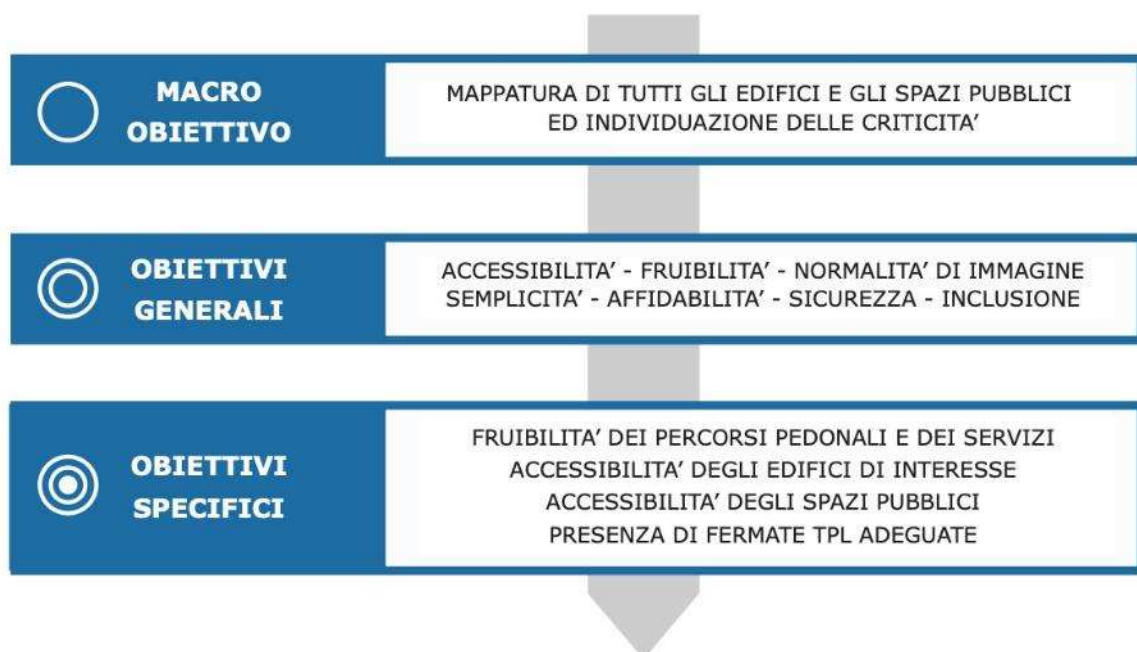 MACRO
OBIETTIVO
MAPPATURA DI TUTTI GLI EDIFICI E GLI SPAZI PUBBLICI
ED INDIVIDUAZIONE DELLE CRITICITA’
OBIETTIVI
GENERALI
ACCESSIBILITA’ - FRUIBILITA’ - NORMALITA’ DI IMMAGINE
SEMPLICITA’ - AFFIDABILITA’ - SICUREZZA - INCLUSIONE
OBIETTIVI
SPECIFICI
FRUIBILITA’ DEI PERCORSI PEDONALI E DEI SERVIZI
ACCESSIBILITA’ DEGLI EDIFICI DI INTERESSE
ACCESSIBILITA’ DEGLI SPAZI PUBBLICI
PRESENZA DI FERMATE TPL ADEGUATE